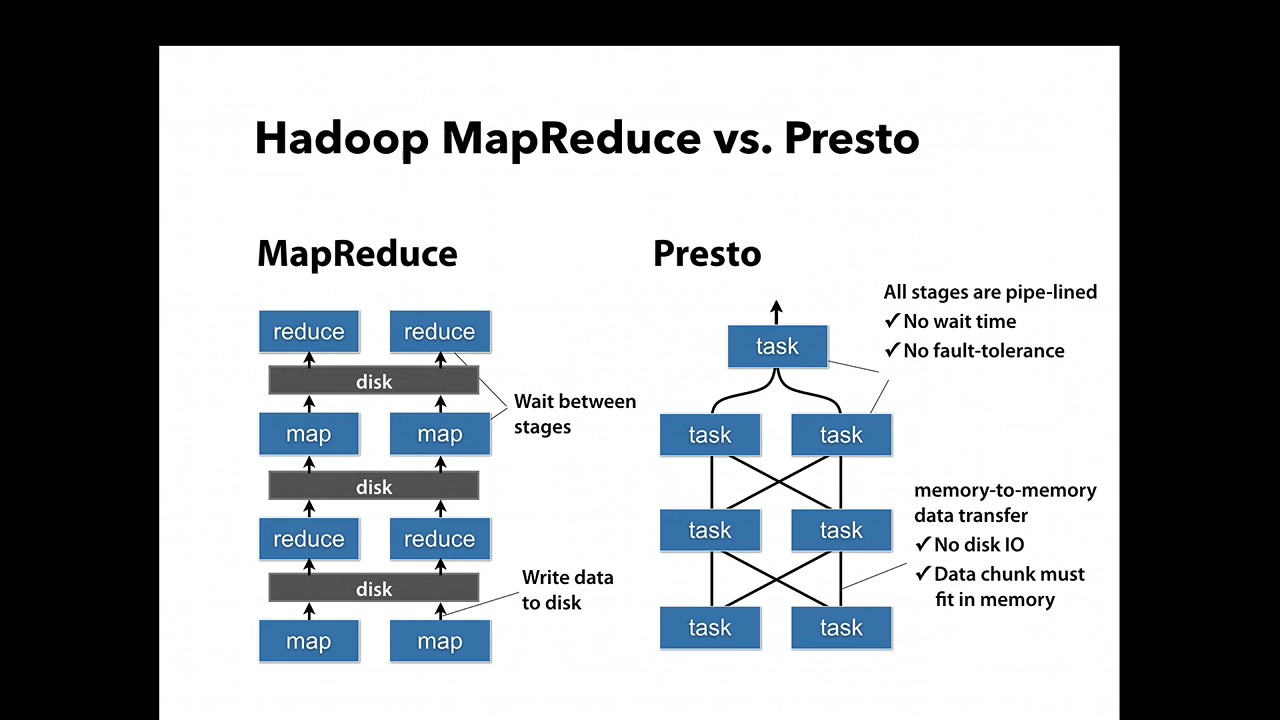 Hadoop MapReduce vs. Presto
MapReduce
reduce
reduce
disk
map
map
disk
reduce
reduce
disk
map
map
Wait between
stages
Write data
to disk
Presto
task
task
task
task
task
task
task
All stages are pipe-lined
✓ No wait time
✓ No fault-tolerance
memory-to-memory
data transfer
✓ No disk IO
✓ Data chunk must
fit in memory